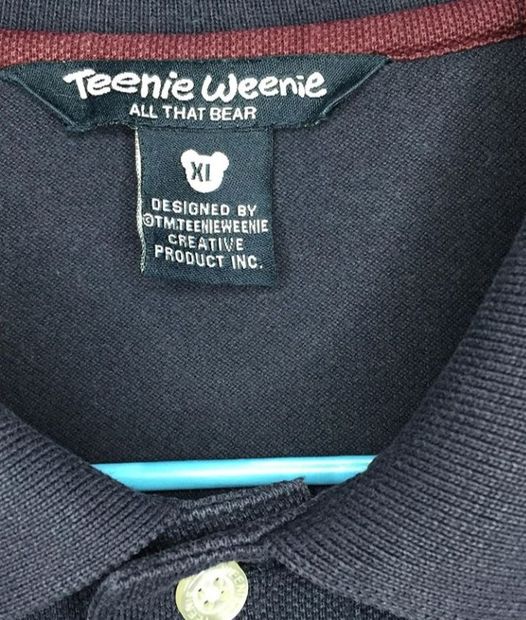 Teenie Weenie
ALL THAT BEAR
XL
DESIGNED BY
©TM.TEENIEWEENIE
CREATIVE
PRODUCT INC.